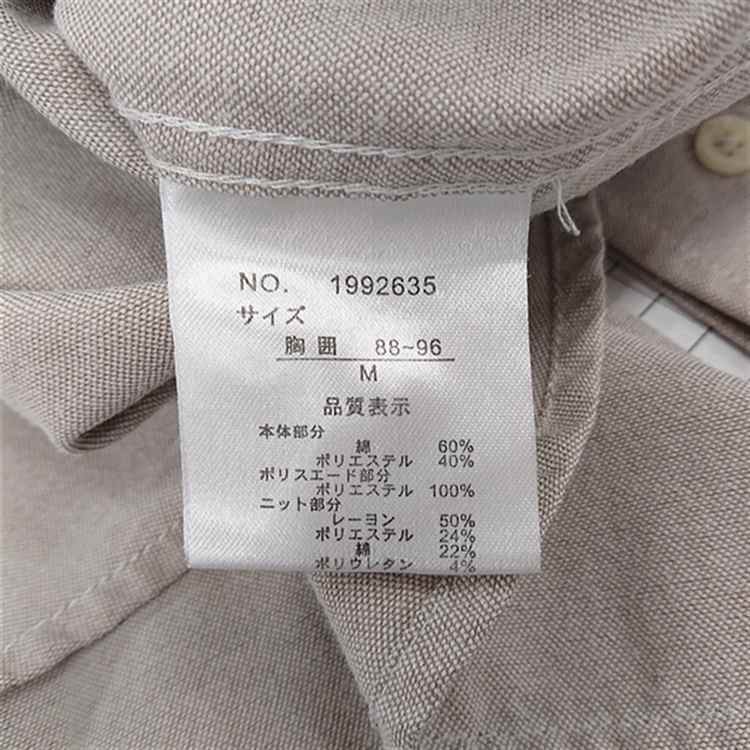 NO. 1992635
サイズ
胸囲 88~96
M
品質表示
本体部分
綿 60%
ポリエステル 40%
ポリスエード部分
ポリエステル 100%
ニット部分
レーヨン 50%
ポリエステル 24%
綿 22%
ポリウレタン 4%